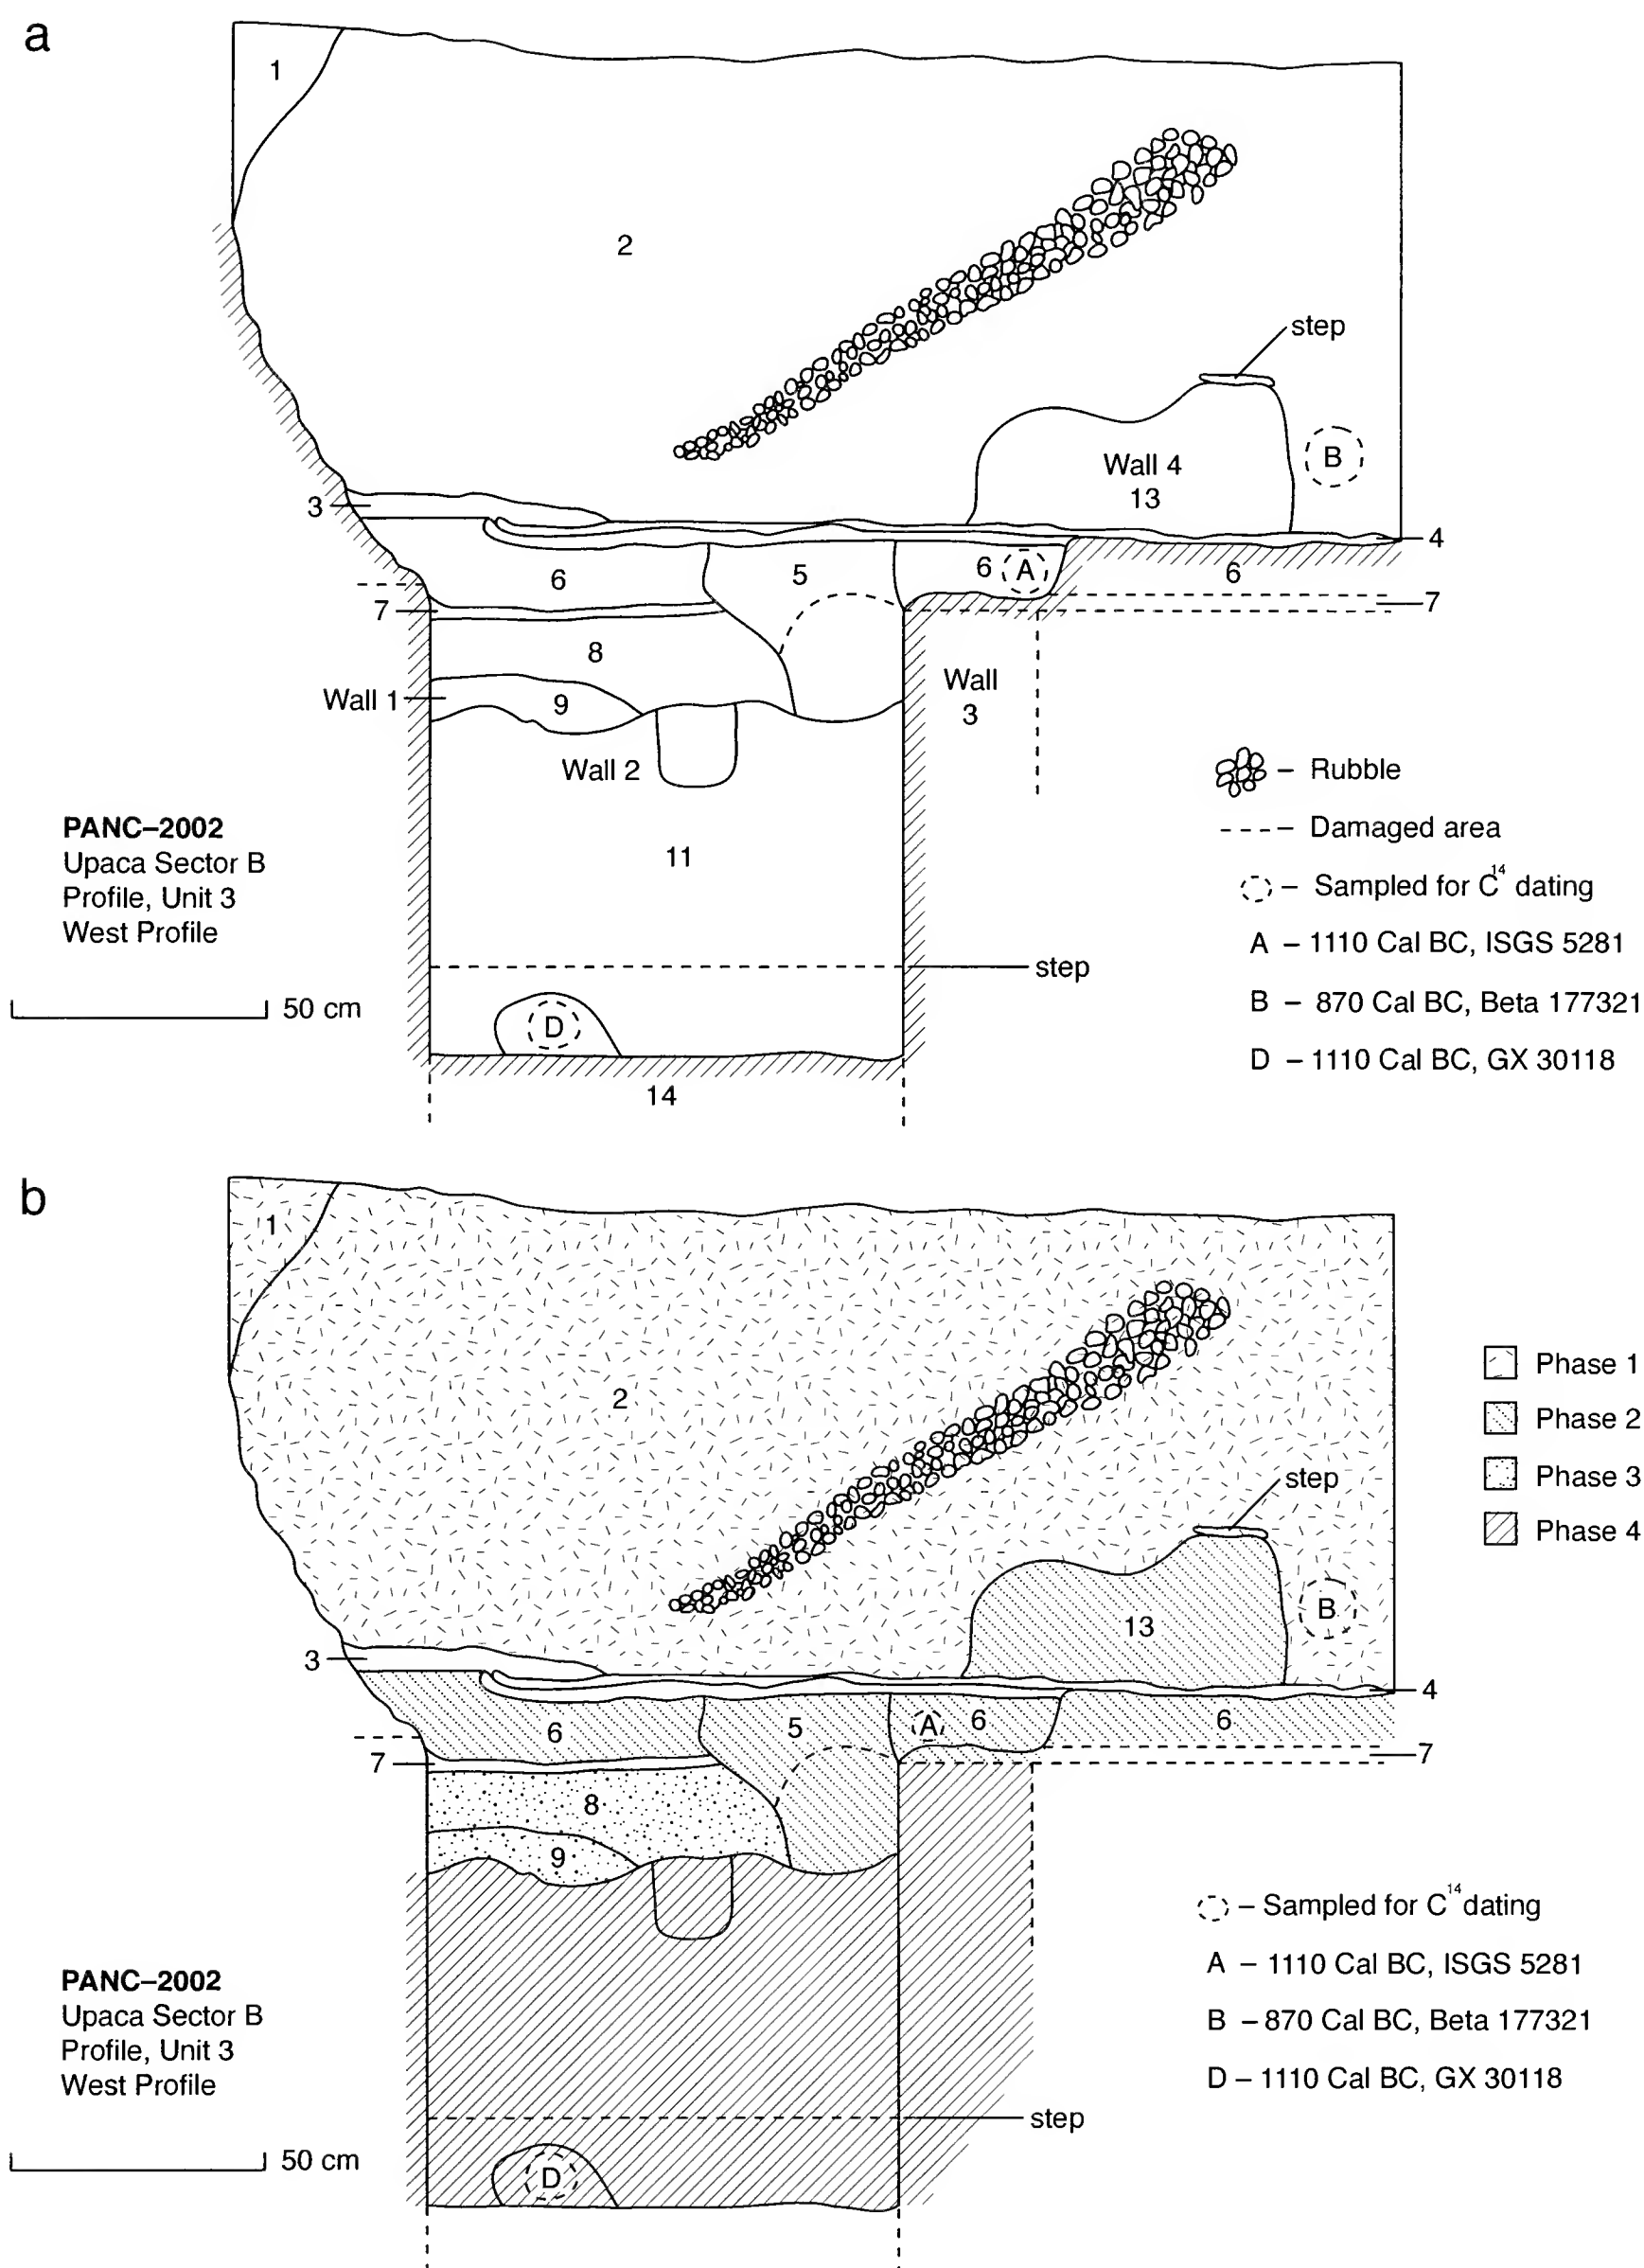 a
1
2
step
B
Wall 4
13
3
4
6
5
6
A
6
7
7
8
Wall 1
9
Wall
3
Wall 2
11
PANC–2002
Upaca Sector B
Profile, Unit 3
West Profile
50 cm
step
D
14
– Rubble
– Damaged area
– Sampled for C14 dating
A – 1110 Cal BC, ISGS 5281
B – 870 Cal BC, Beta 177321
D – 1110 Cal BC, GX 30118
b
1
2
Phase 1
Phase 2
Phase 3
Phase 4
step
B
13
3
4
6
5
A
6
6
7
7
8
9
PANC–2002
Upaca Sector B
Profile, Unit 3
West Profile
50 cm
step
D
– Sampled for C14 dating
A – 1110 Cal BC, ISGS 5281
B – 870 Cal BC, Beta 177321
D – 1110 Cal BC, GX 30118